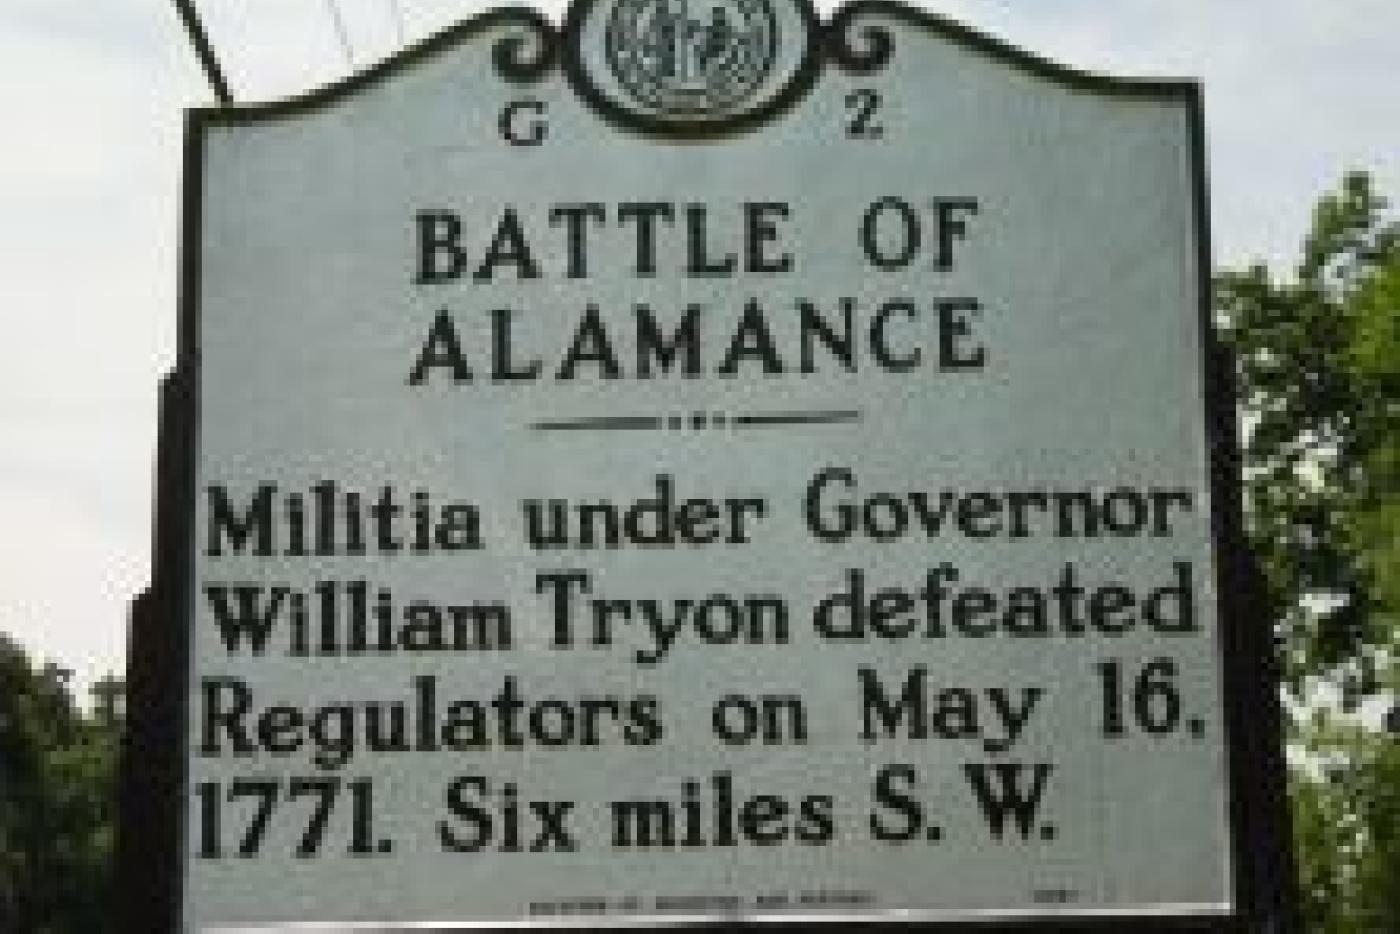 G 2
BATTLE OF
ALAMANCE
Militia under Governor
William Tryon defeated
Regulators on May 16,
1771. Six miles S. W.